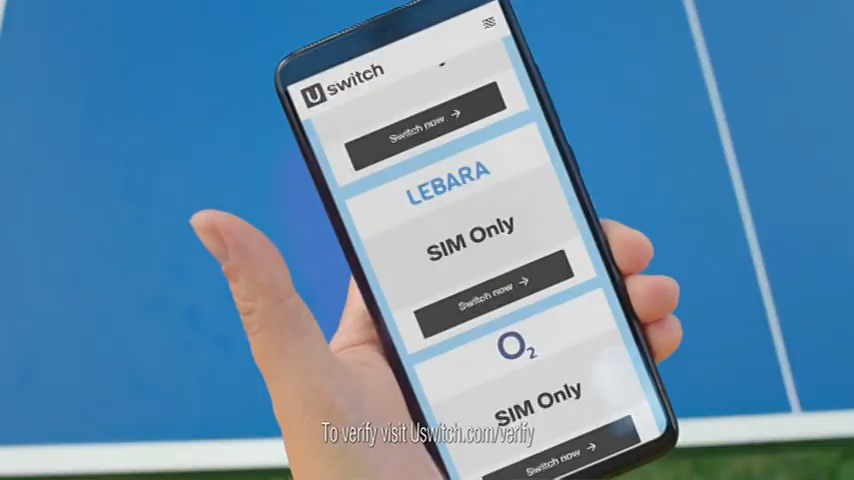 U switch
Switch now →
LEBARA
SIM Only
Switch now →
O2
SIM Only
Switch now →
To verify visit Uswitch.com/verify